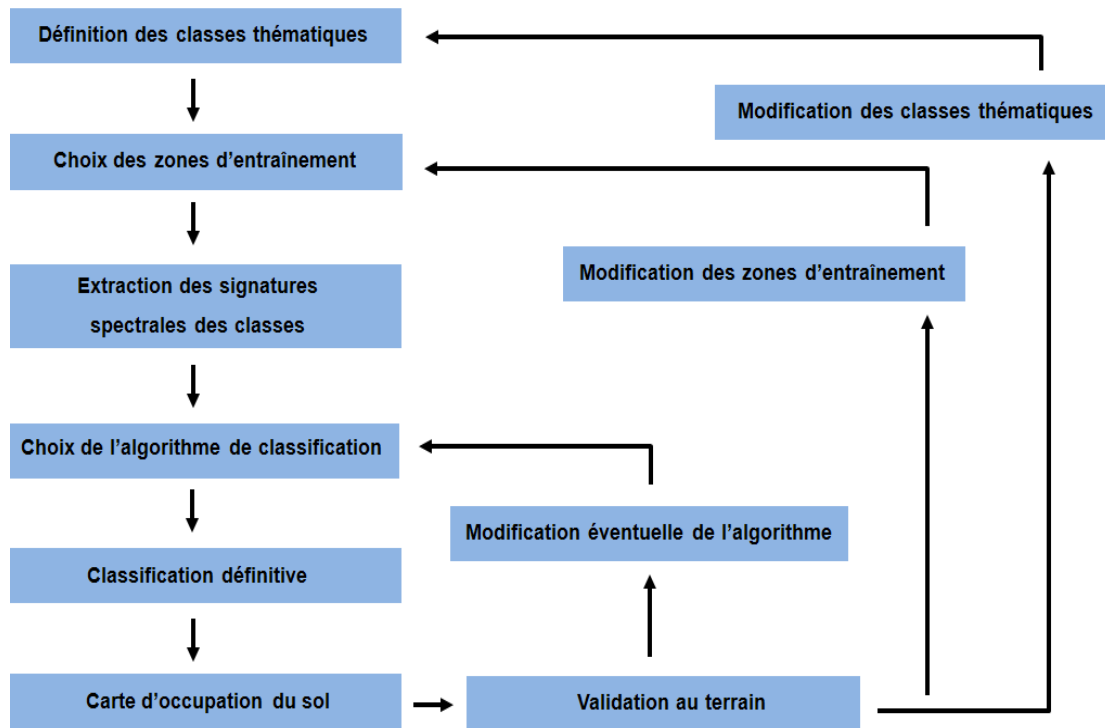 Définition des classes thématiques
Modification des classes thématiques
Choix des zones d'entraînement
Modification des zones d'entraînement
Extraction des signatures
spectrales des classes
Choix de l'algorithme de classification
Modification éventuelle de l'algorithme
Classification définitive
Carte d'occupation du sol
Validation au terrain